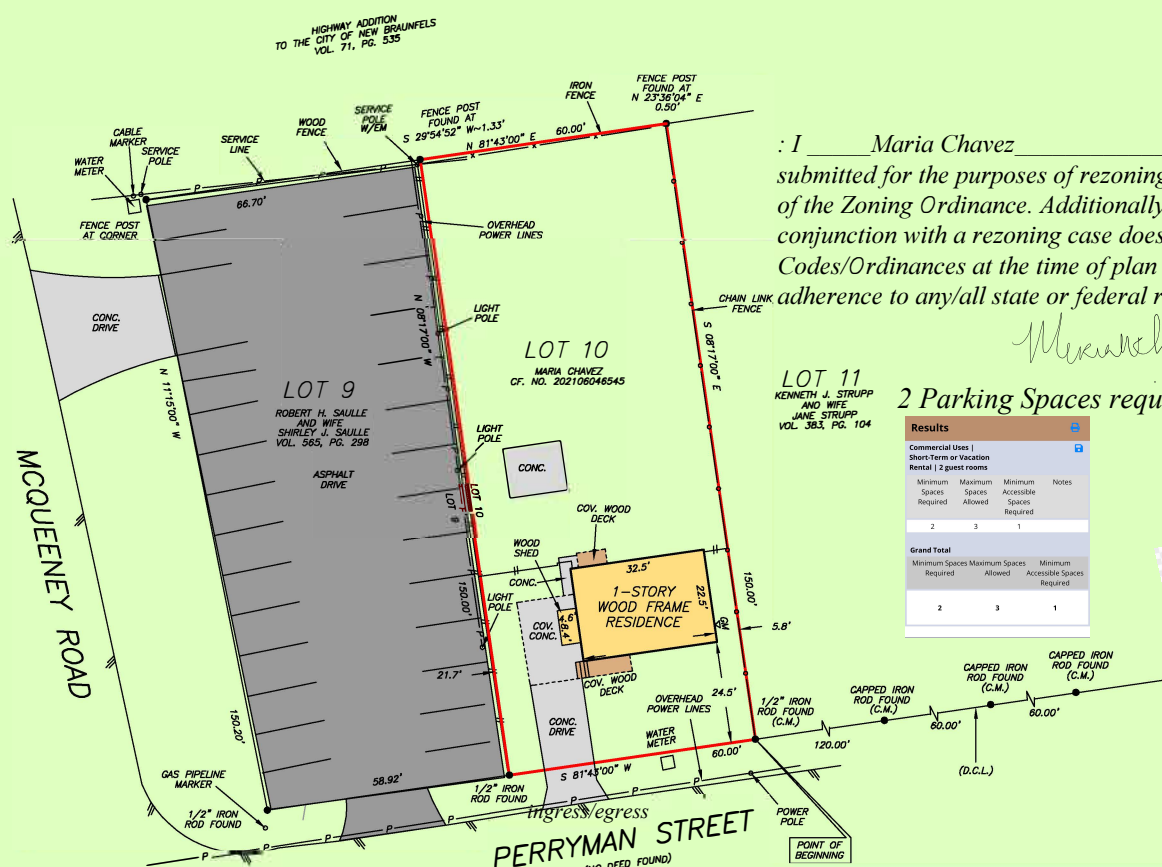 HIGHWAY ADDITION
TO THE CITY OF NEW BRAUNFELS
VOL. 71, PG. 535
CABLE
MARKER
SERVICE
POLE
WATER
METER
SERVICE
LINE
WOOD
FENCE
SERVICE
POLE
W/EM
FENCE POST
FOUND AT
S 29°54'52" W~1.33'
IRON
FENCE
FENCE POST
FOUND AT
N 23°36'04" E
0.50'
N 81°43'00" E
60.00'
FENCE POST
AT CORNER
66.70'
OVERHEAD
POWER LINES
CONC.
DRIVE
N 11°15'00" W
N 08°17'00" W
LIGHT
POLE
CHAIN LINK
FENCE
S 08°17'00" E
LOT 9
ROBERT H. SAULLE
AND WIFE
SHIRLEY J. SAULLE
VOL. 565, PG. 298
ASPHALT
DRIVE
LOT 10
MARIA CHAVEZ
CF. NO. 202106046545
LOT 11
KENNETH J. STRUPP
AND WIFE
JANE STRUPP
VOL. 383, PG. 104
LIGHT
POLE
CONC.
LOT 9
LOT 10
MCQUEENEY ROAD
COV. WOOD
DECK
WOOD
SHED
CONC.
32.5'
1-STORY
WOOD FRAME
RESIDENCE
22.5'
GM
4.6'
8.4'
COV.
CONC.
LIGHT
POLE
150.00'
150.00'
5.8'
21.7'
COV. WOOD
DECK
24.5'
OVERHEAD
POWER LINES
CONC.
DRIVE
WATER
METER
60.00'
S 81°43'00" W
150.20'
58.92'
GAS PIPELINE
MARKER
1/2" IRON
ROD FOUND
1/2" IRON
ROD FOUND
1/2" IRON
ROD FOUND
(C.M.)
CAPPED IRON
ROD FOUND
(C.M.)
CAPPED IRON
ROD FOUND
(C.M.)
CAPPED IRON
ROD FOUND
(C.M.)
120.00'
60.00'
60.00'
(D.C.L.)
ingress/egress
PERRYMAN STREET
(NO DEED FOUND)
POWER
POLE
POINT OF
BEGINNING
: I ______Maria Chavez______________
submitted for the purposes of rezoning
of the Zoning Ordinance. Additionally
conjunction with a rezoning case does
Codes/Ordinances at the time of plan
adherence to any/all state or federal r
2 Parking Spaces requ
Results
Commercial Uses |
Short-Term or Vacation
Rental | 2 guest rooms
Minimum Spaces Required Maximum Spaces Allowed Minimum Accessible Spaces Required Notes
2 3 1
Grand Total
Minimum Spaces Required Maximum Spaces Allowed Minimum Accessible Spaces Required
2 3 1